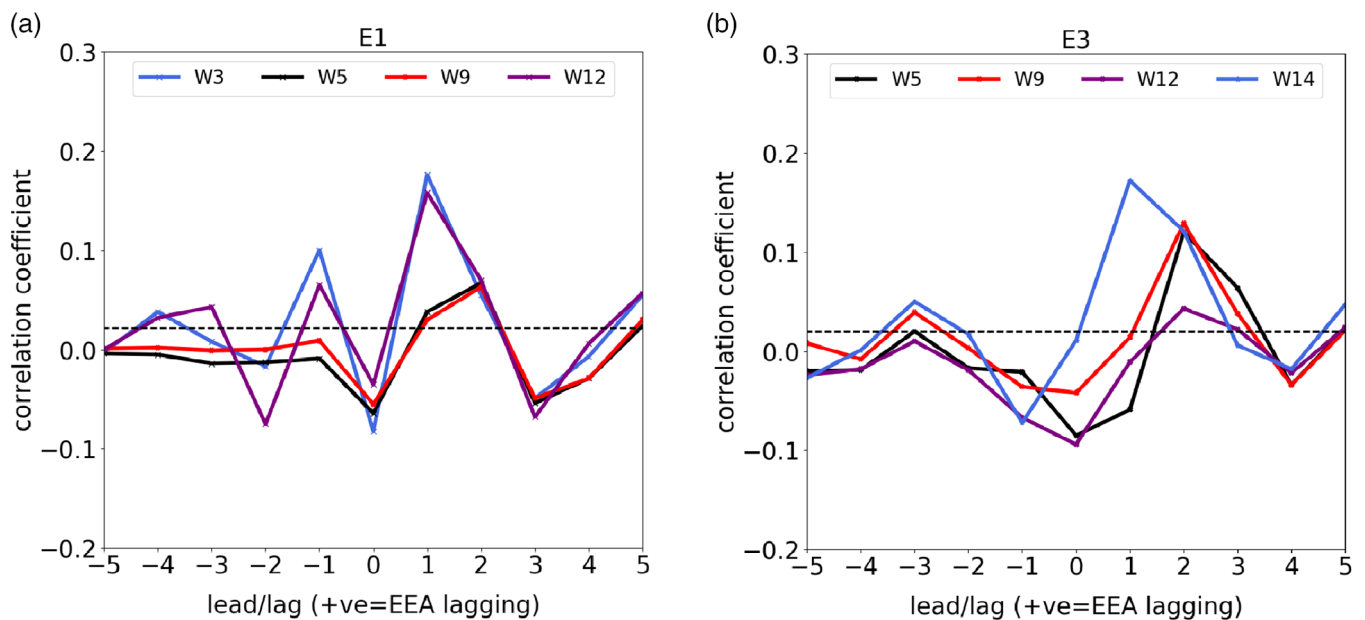 (a)
E1
W3 W5 W9 W12
0.3
0.2
0.1
0.0
−0.1
−0.2
correlation coefficient
−5 −4 −3 −2 −1 0 1 2 3 4 5
lead/lag (+ve=EEA lagging)
(b)
E3
W5 W9 W12 W14
0.3
0.2
0.1
0.0
−0.1
−0.2
correlation coefficient
−5 −4 −3 −2 −1 0 1 2 3 4 5
lead/lag (+ve=EEA lagging)